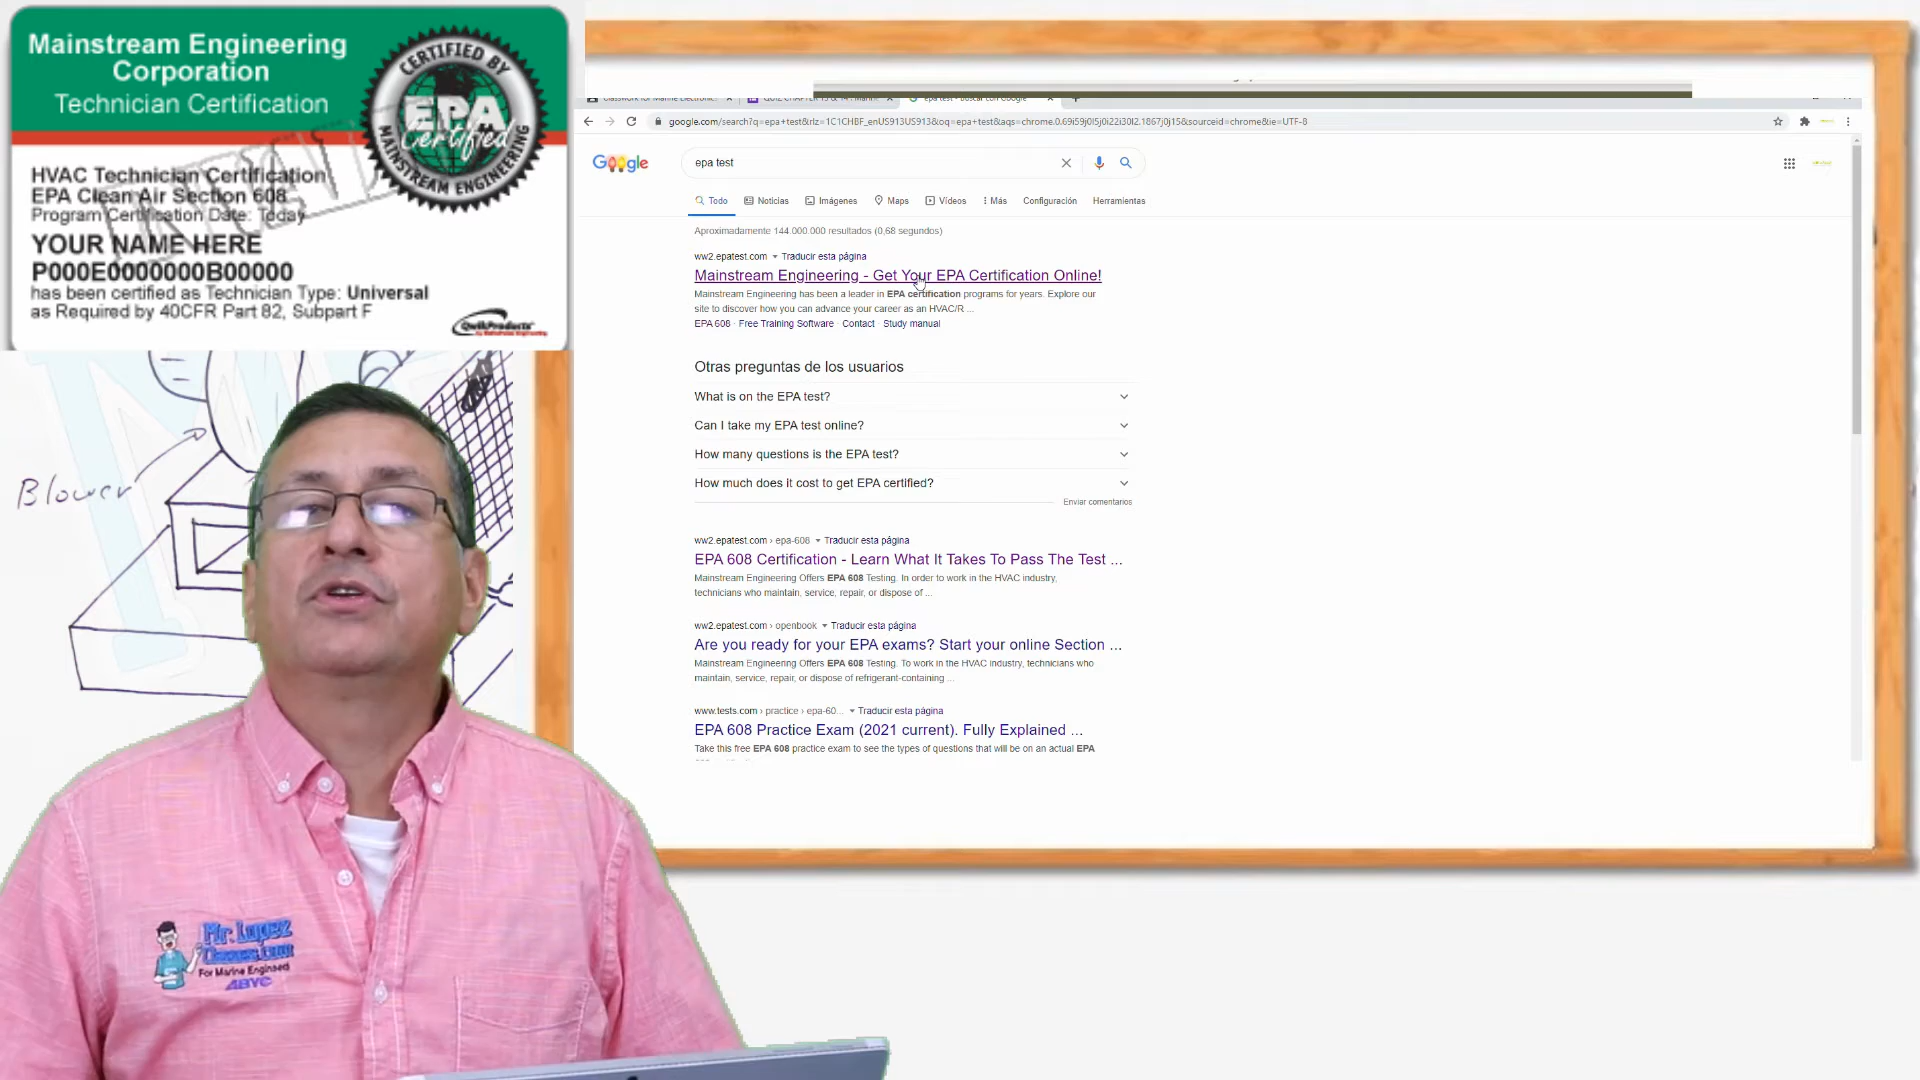 Mainstream Engineering
Corporation
Technician Certification
CERTIFIED BY
EPA
Certified
MAINSTREAM ENGINEERING
HVAC Technician Certification
EPA Clean Air Section 608
Program Certification Date: Today
YOUR NAME HERE
P000E0000000B00000
has been certified as Technician Type: Universal
as Required by 40CFR Part 82, Subpart F
QwikProducts
Blower
Mr. Lopez
Classes.com
For Marine Engineed
ABYC
epa test - Buscar con Google
google.com/search?q=epa+test&rlz=1C1CHBF_enUS913US913&oq=epa+test&aqs=chrome.0.69i59j0l5j0i22i30l2.1867j0j15&sourceid=chrome&ie=UTF-8
Google
epa test
Todo Noticias Imágenes Maps Vídeos Más Configuración Herramientas
Aproximadamente 144.000.000 resultados (0,68 segundos)
ww2.epatest.com Traducir esta página
Mainstream Engineering - Get Your EPA Certification Online!
Mainstream Engineering has been a leader in EPA certification programs for years. Explore our
site to discover how you can advance your career as an HVAC/R ...
EPA 608 · Free Training Software · Contact · Study manual
Otras preguntas de los usuarios
What is on the EPA test?
Can I take my EPA test online?
How many questions is the EPA test?
How much does it cost to get EPA certified?
Enviar comentarios
ww2.epatest.com › epa-608 Traducir esta página
EPA 608 Certification - Learn What It Takes To Pass The Test ...
Mainstream Engineering Offers EPA 608 Testing. In order to work in the HVAC industry,
technicians who maintain, service, repair, or dispose of ...
ww2.epatest.com › openbook Traducir esta página
Are you ready for your EPA exams? Start your online Section ...
Mainstream Engineering Offers EPA 608 Testing. To work in the HVAC industry, technicians who
maintain, service, repair, or dispose of refrigerant-containing ...
www.tests.com › practice › epa-60... Traducir esta página
EPA 608 Practice Exam (2021 current). Fully Explained ...
Take this free EPA 608 practice exam to see the types of questions that will be on an actual EPA